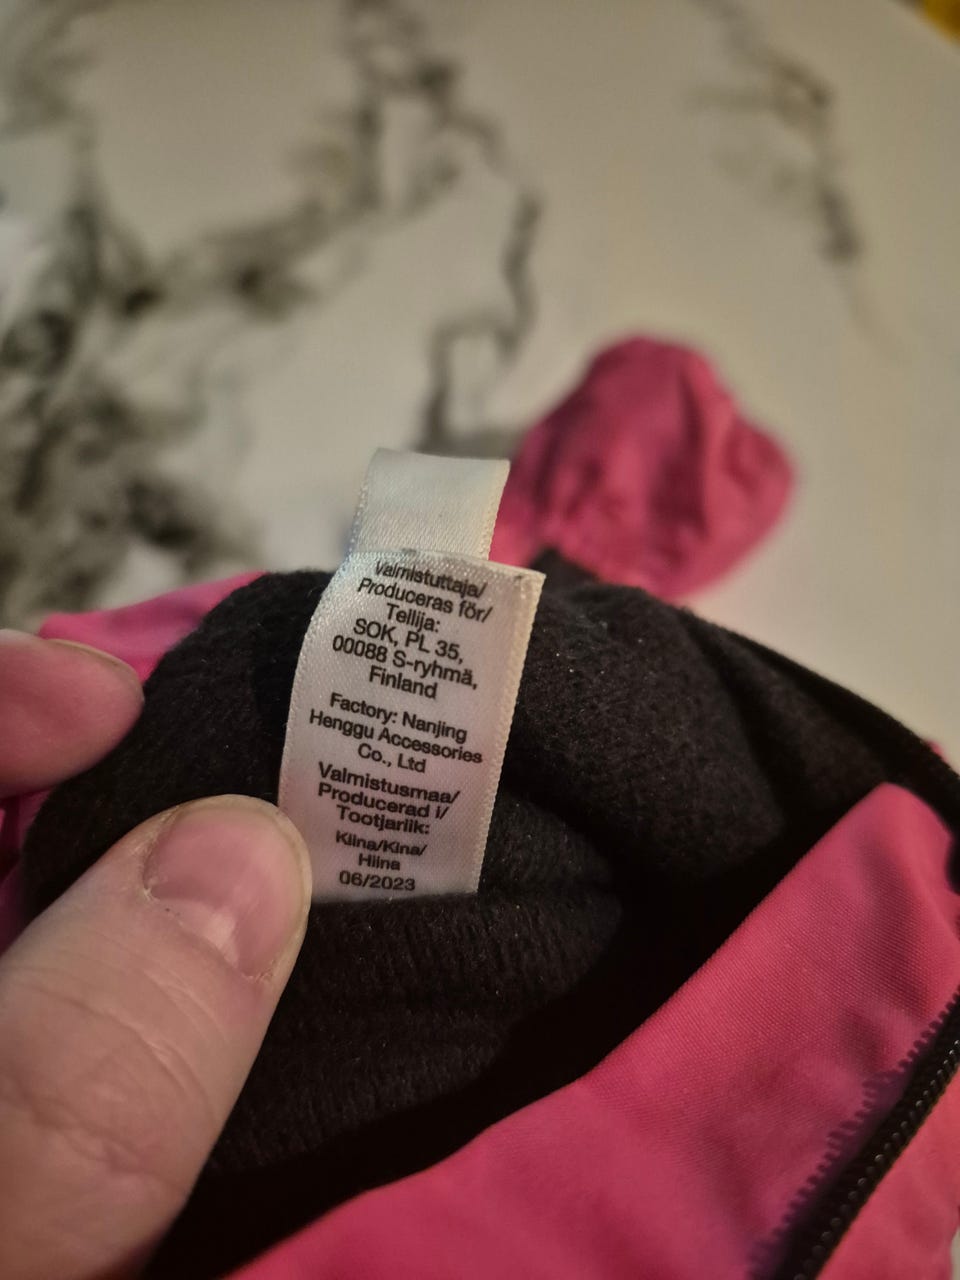 Valmistuttaja/
Produceras för/
Tellija:
SOK, PL 35,
00088 S-ryhmä,
Finland
Factory: Nanjing
Henggu Accessories
Co., Ltd
Valmistusmaa/
Producerad i/
Tootjariik:
Kiina/Kina/
Hiina
06/2023